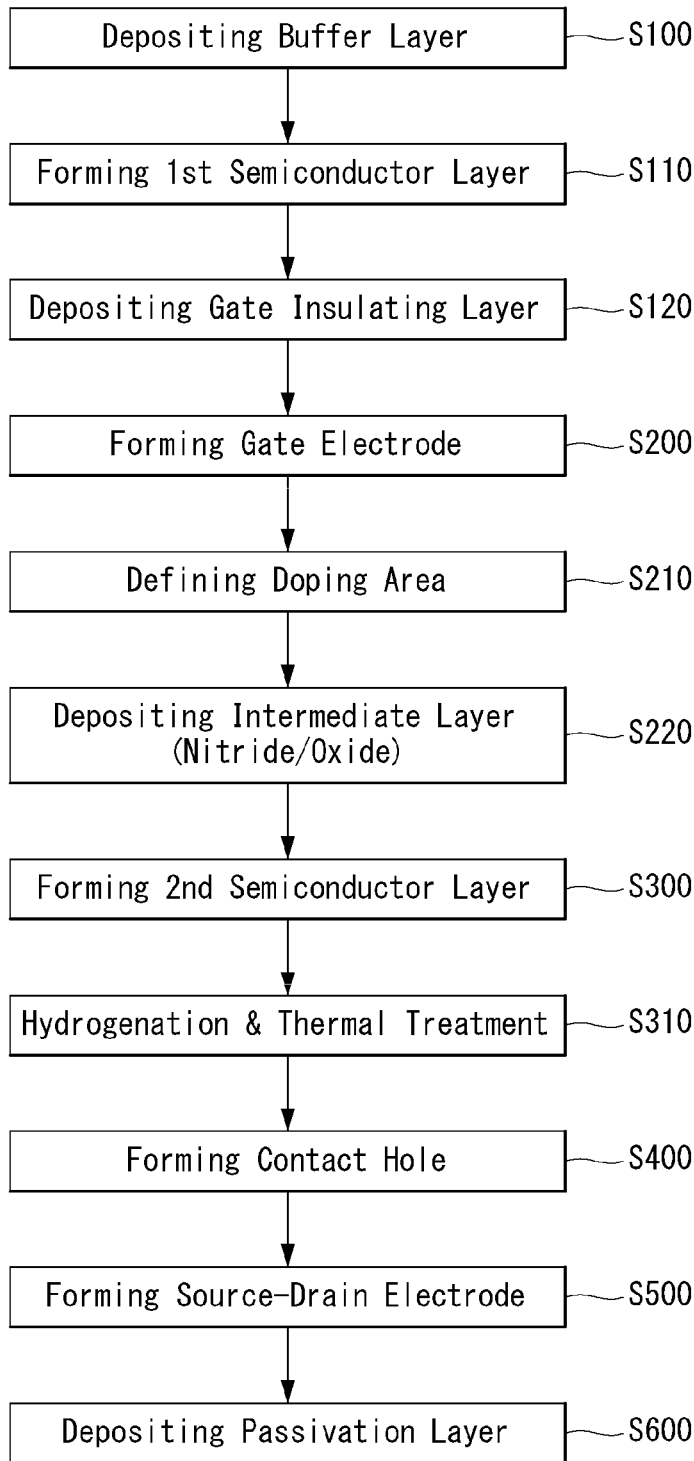 Depositing Buffer Layer S100
Forming 1st Semiconductor Layer S110
Depositing Gate Insulating Layer S120
Forming Gate Electrode S200
Defining Doping Area S210
Depositing Intermediate Layer
(Nitride/Oxide) S220
Forming 2nd Semiconductor Layer S300
Hydrogenation & Thermal Treatment S310
Forming Contact Hole S400
Forming Source-Drain Electrode S500
Depositing Passivation Layer S600